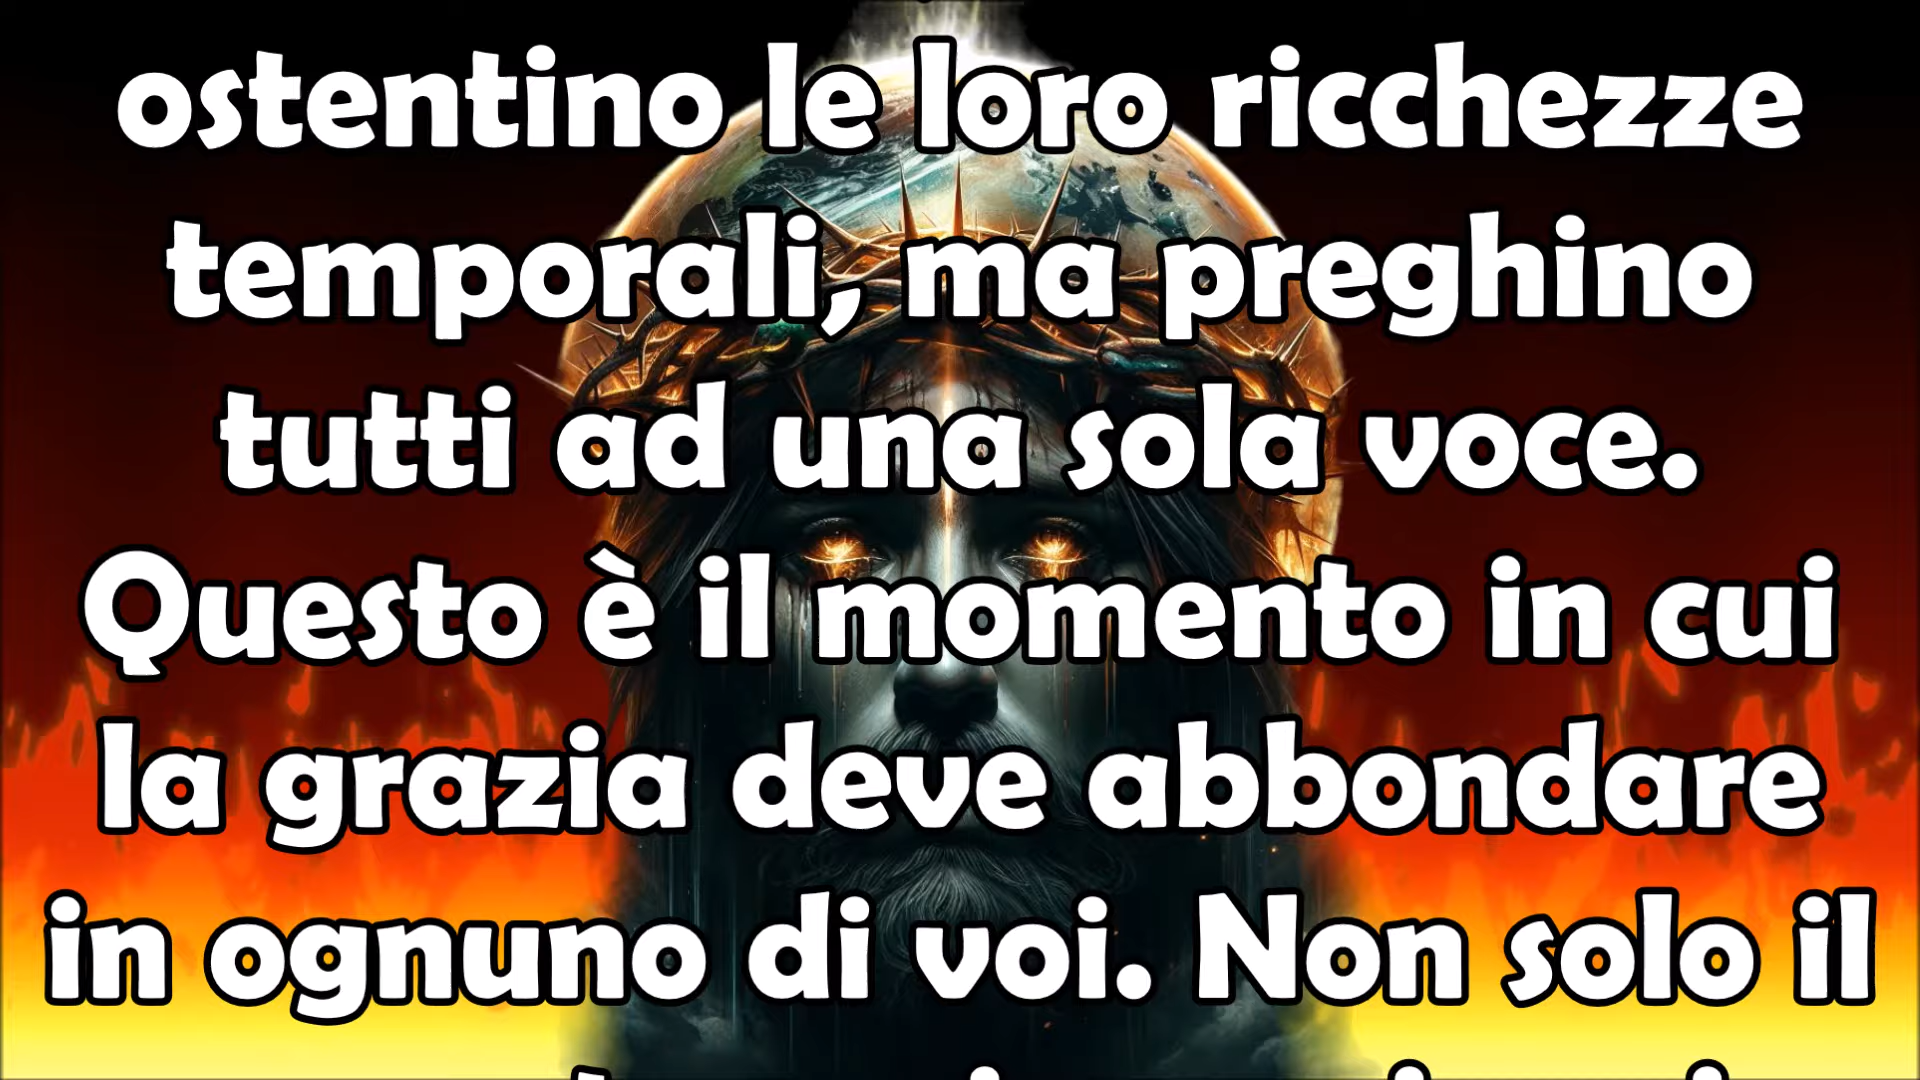 ostentino le loro ricchezze
temporali, ma preghino
tutti ad una sola voce.
Questo è il momento in cui
la grazia deve abbondare
in ognuno di voi. Non solo il